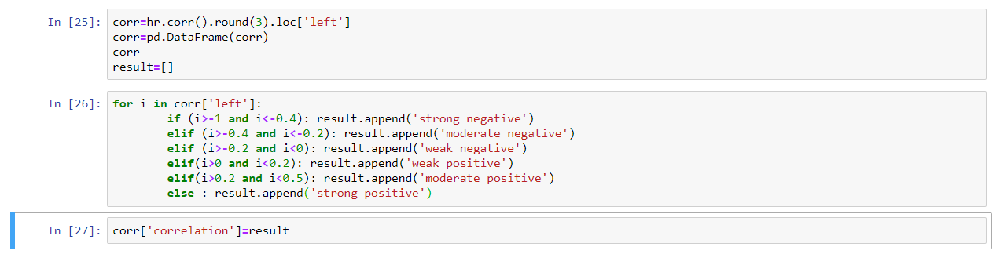 In [25]: corr=hr.corr().round(3).loc['left']
corr=pd.DataFrame(corr)
corr
result=[]
In [26]: for i in corr['left']:
        if (i>-1 and i<-0.4): result.append('strong negative')
        elif (i>-0.4 and i<-0.2): result.append('moderate negative')
        elif (i>-0.2 and i<0): result.append('weak negative')
        elif(i>0 and i<0.2): result.append('weak positive')
        elif(i>0.2 and i<0.5): result.append('moderate positive')
        else : result.append('strong positive')
In [27]: corr['correlation']=result